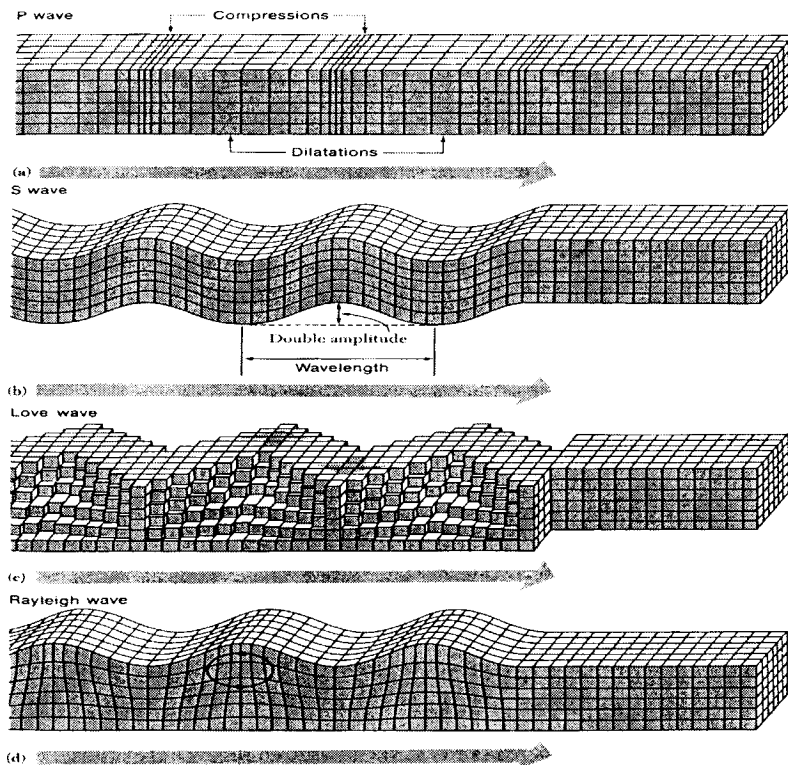 P wave
Compressions
Dilatations
(a)
S wave
Double amplitude
Wavelength
(b)
Love wave
(c)
Rayleigh wave
(d)